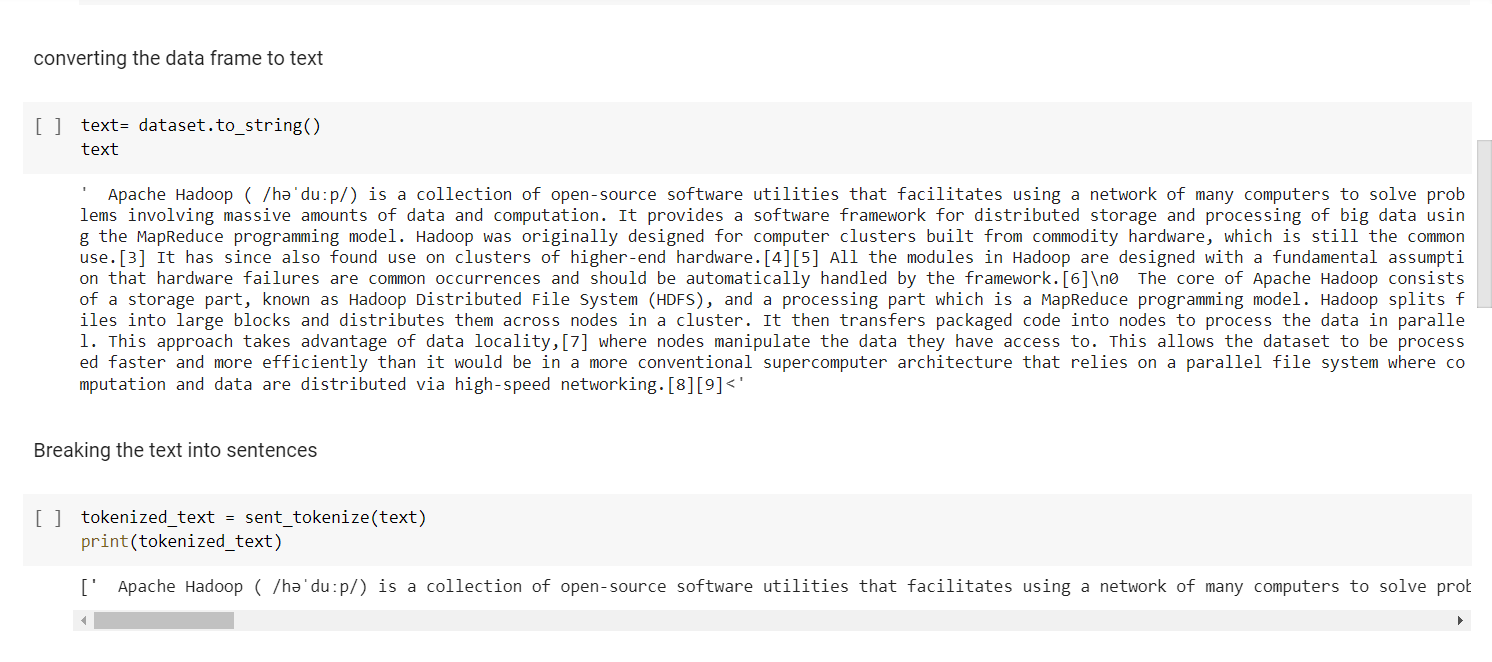 converting the data frame to text
[ ] text= dataset.to_string()
text
'  Apache Hadoop ( /həˈduːp/) is a collection of open-source software utilities that facilitates using a network of many computers to solve prob
lems involving massive amounts of data and computation. It provides a software framework for distributed storage and processing of big data usin
g the MapReduce programming model. Hadoop was originally designed for computer clusters built from commodity hardware, which is still the common
use.[3] It has since also found use on clusters of higher-end hardware.[4][5] All the modules in Hadoop are designed with a fundamental assumpti
on that hardware failures are common occurrences and should be automatically handled by the framework.[6]\n0  The core of Apache Hadoop consists
of a storage part, known as Hadoop Distributed File System (HDFS), and a processing part which is a MapReduce programming model. Hadoop splits f
iles into large blocks and distributes them across nodes in a cluster. It then transfers packaged code into nodes to process the data in paralle
l. This approach takes advantage of data locality,[7] where nodes manipulate the data they have access to. This allows the dataset to be process
ed faster and more efficiently than it would be in a more conventional supercomputer architecture that relies on a parallel file system where co
mputation and data are distributed via high-speed networking.[8][9]<'
Breaking the text into sentences
[ ] tokenized_text = sent_tokenize(text)
print(tokenized_text)
['  Apache Hadoop ( /həˈduːp/) is a collection of open-source software utilities that facilitates using a network of many computers to solve prob